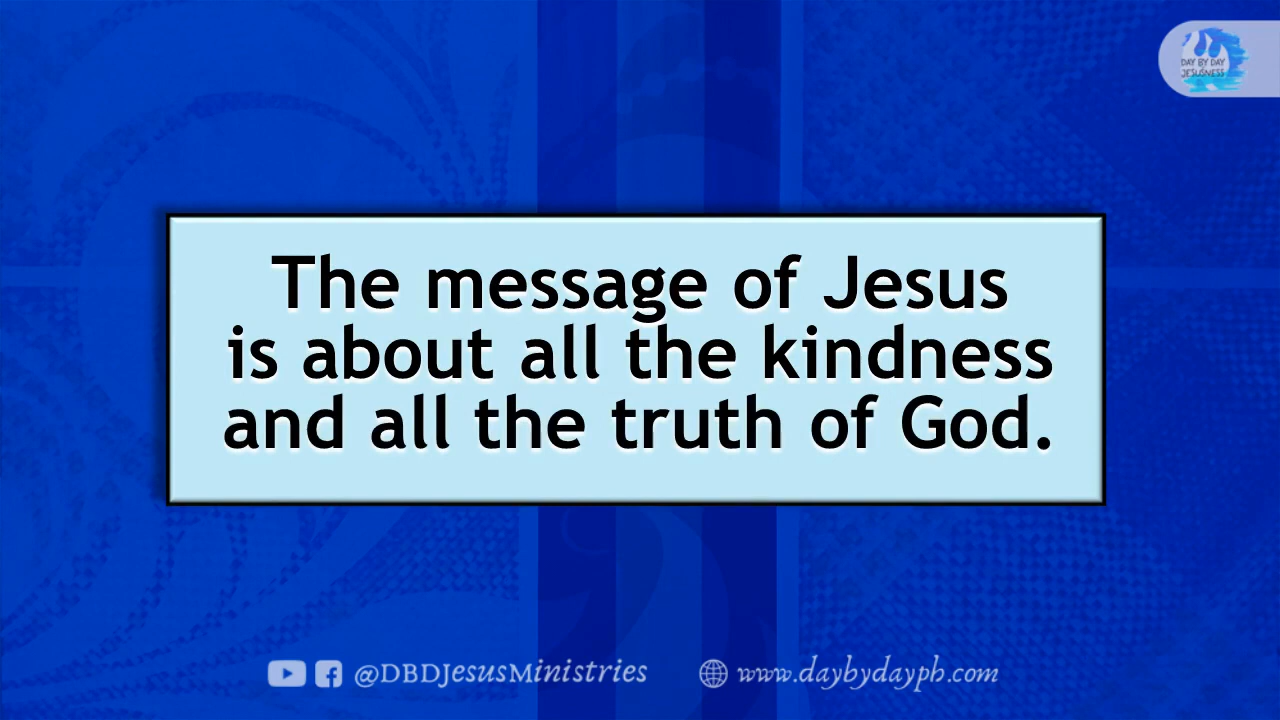 DAY BY DAY
JESUSNESS
The message of Jesus
is about all the kindness
and all the truth of God.
@DBDJesusMinistries
www.daybydayph.com